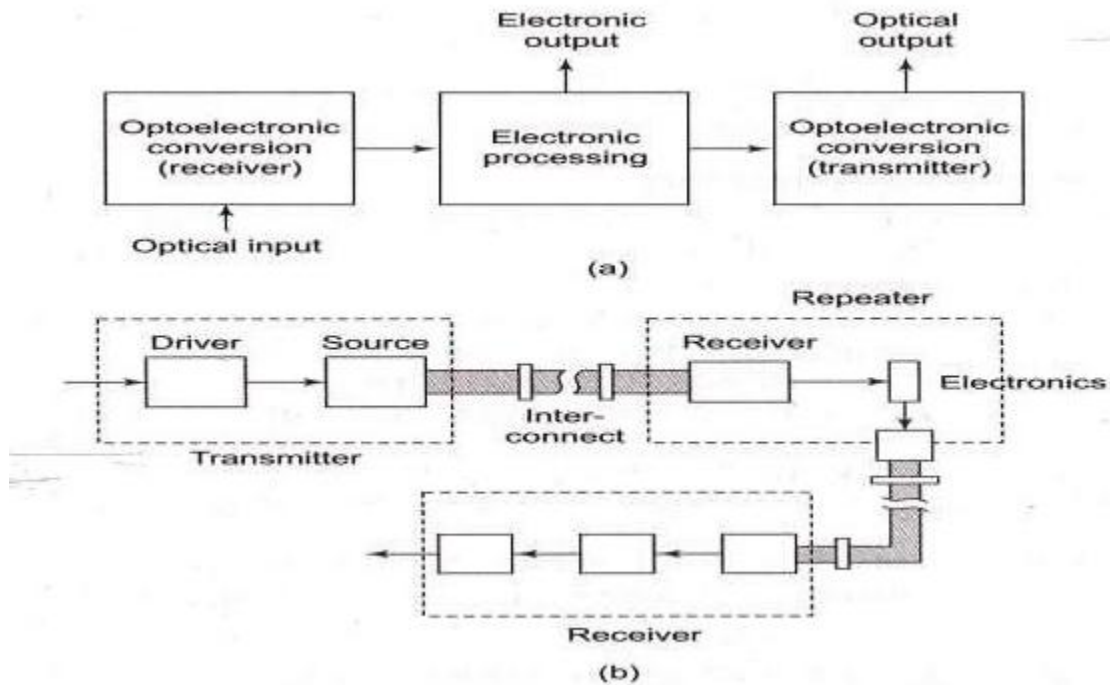 Electronic
output
Optical
output
Optoelectronic
conversion
(receiver)
Electronic
processing
Optoelectronic
conversion
(transmitter)
Optical input
(a)
Repeater
Driver
Source
Receiver
Electronics
Inter-
connect
Transmitter
Receiver
(b)